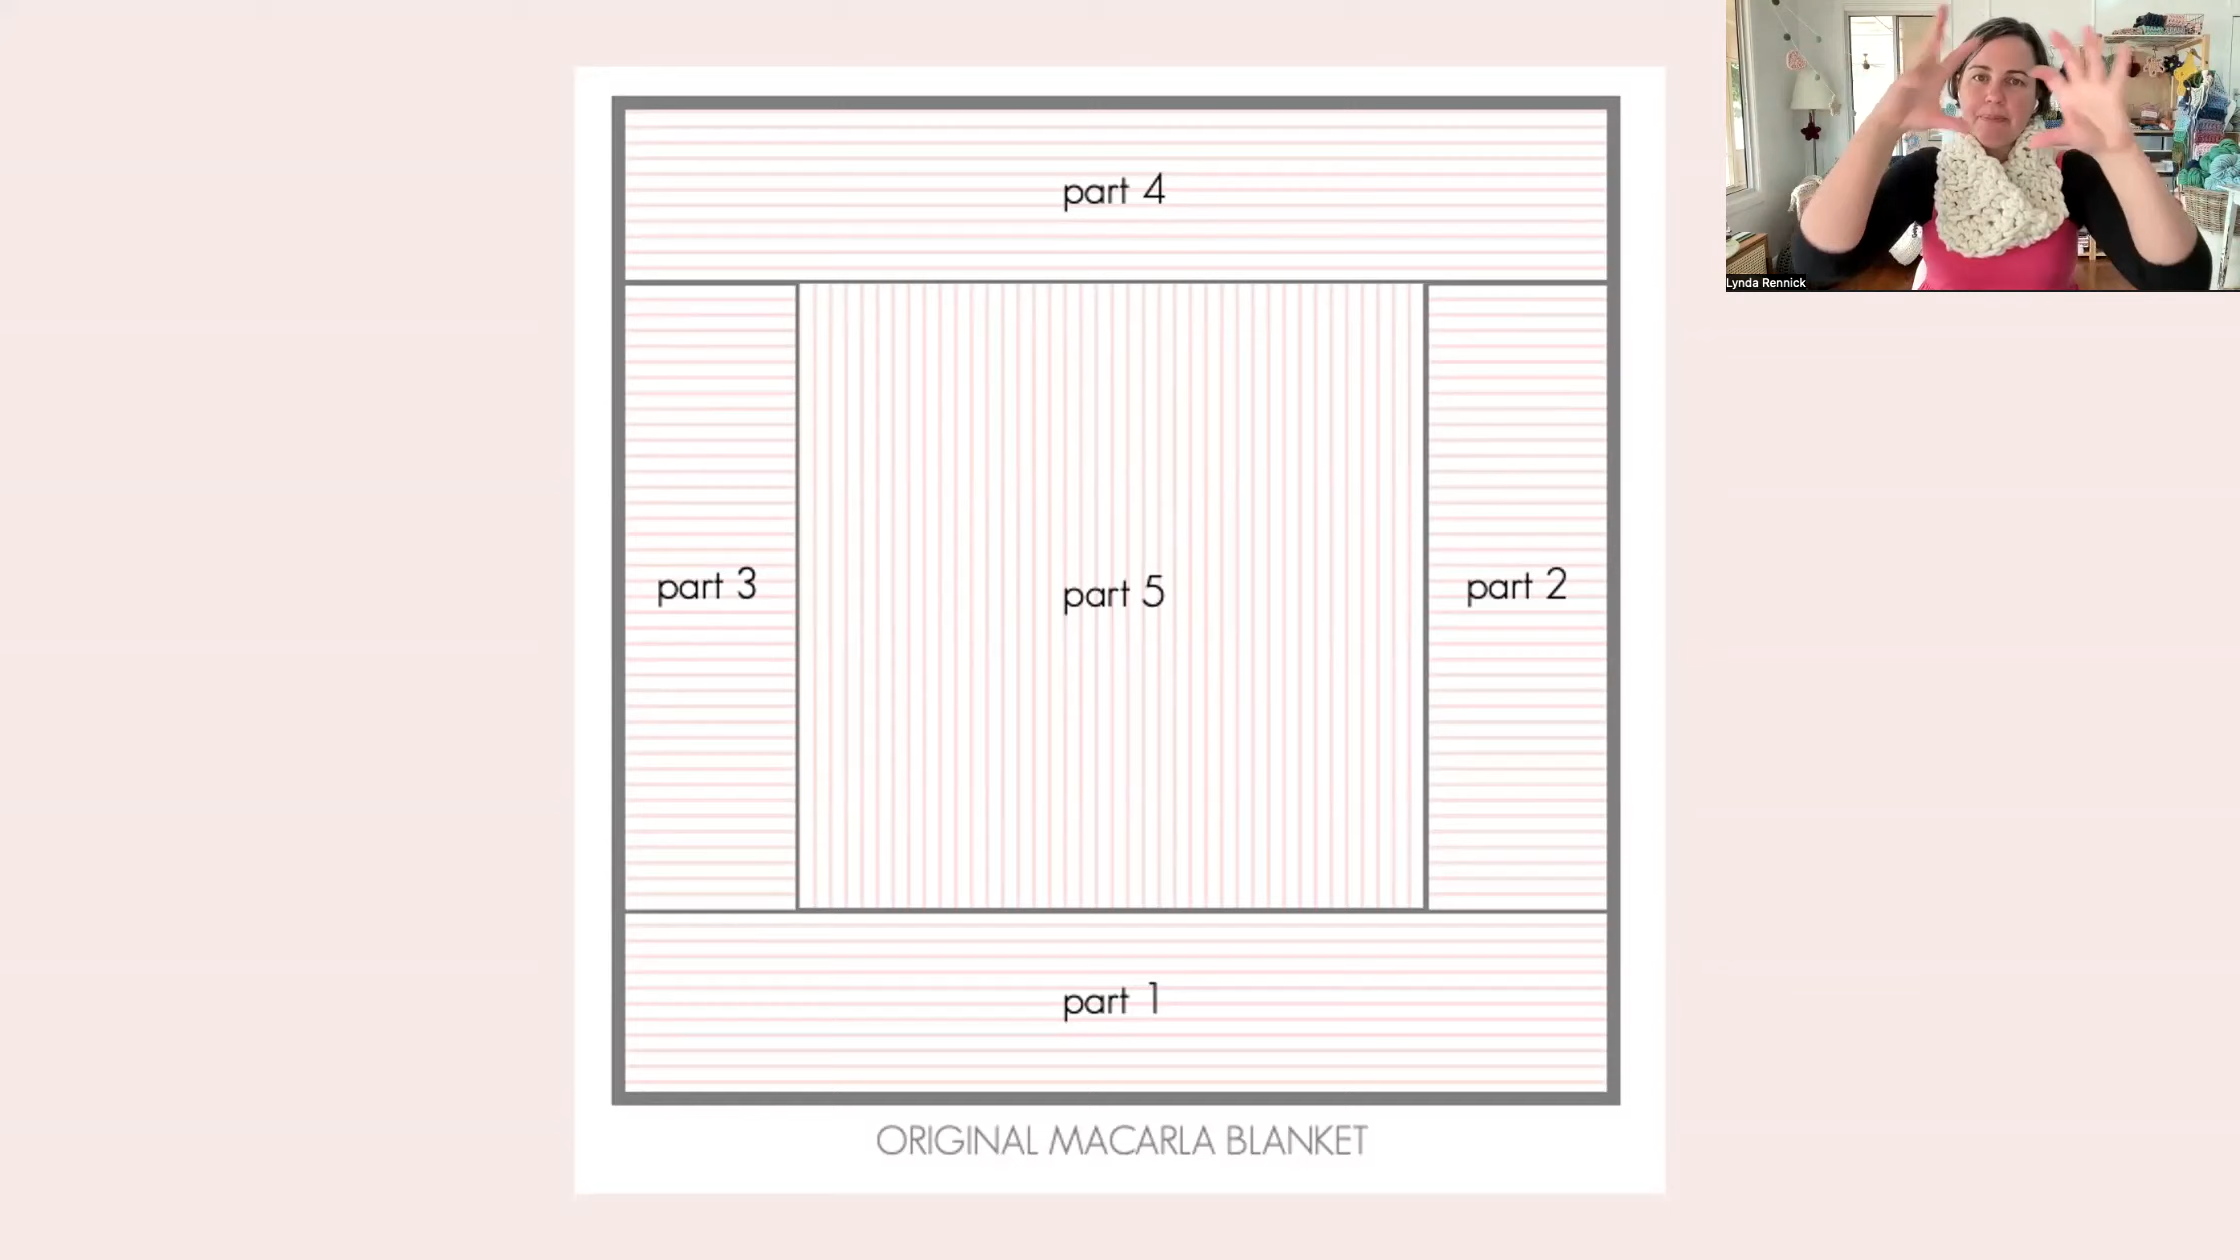 part 4
Lynda Rennick
part 3
part 5
part 2
part 1
ORIGINAL MACARLA BLANKET